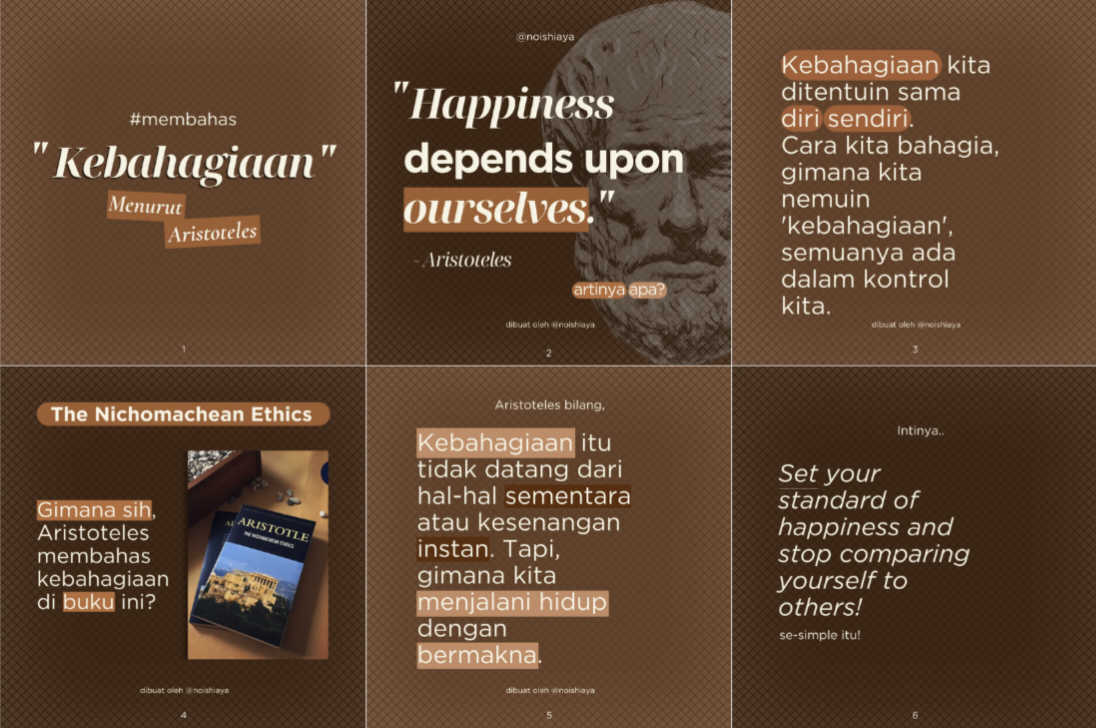 #membahas
"Kebahagiaan"
Menurut
Aristoteles
1
@noishiaya
"Happiness
depends upon
ourselves."
- Aristoteles
artinya apa?
dibuat oleh @noishiaya
2
Kebahagiaan kita
ditentuin sama
diri sendiri.
Cara kita bahagia,
gimana kita
nemuin
'kebahagiaan',
semuanya ada
dalam kontrol
kita.
dibuat oleh @noishiaya
3
The Nichomachean Ethics
Gimana sih,
Aristoteles
membahas
kebahagiaan
di buku ini?
ARISTOTLE
THE NICOMACHEAN ETHICS
dibuat oleh @noishiaya
4
Aristoteles bilang,
Kebahagiaan itu
tidak datang dari
hal-hal sementara
atau kesenangan
instan. Tapi,
gimana kita
menjalani hidup
dengan
bermakna.
dibuat oleh @noishiaya
5
Intinya..
Set your
standard of
happiness and
stop comparing
yourself to
others!
se-simple itu!
6